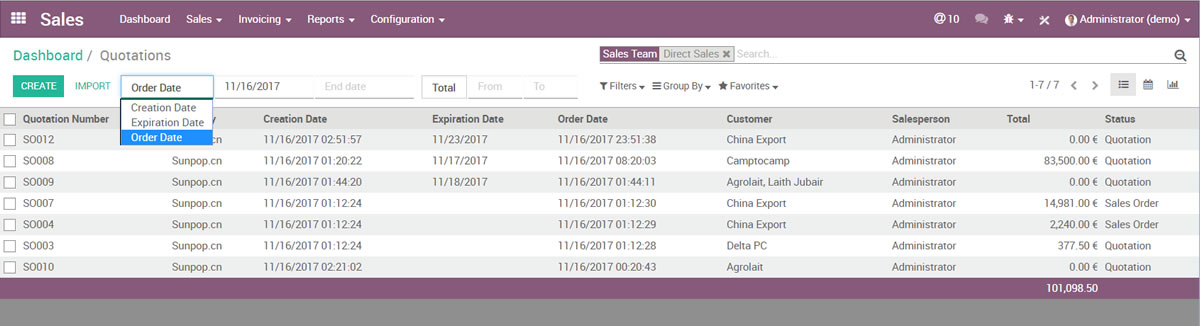 Sales Dashboard Sales Invoicing Reports Configuration @10 Administrator (demo)
Dashboard / Quotations Sales Team Direct Sales Search...
CREATE IMPORT Order Date 11/16/2017 End date Total From To Filters Group By Favorites 1-7 / 7
Creation Date
Expiration Date
Order Date
Quotation Number y Creation Date Expiration Date Order Date Customer Salesperson Total Status
SO012 11/16/2017 02:51:57 11/23/2017 11/16/2017 23:51:38 China Export Administrator 0.00 € Quotation
SO008 Sunpop.cn 11/16/2017 01:20:22 11/17/2017 11/16/2017 08:20:03 Camptocamp Administrator 83,500.00 € Quotation
SO009 Sunpop.cn 11/16/2017 01:44:20 11/18/2017 11/16/2017 01:44:11 Agrolait, Laith Jubair Administrator 0.00 € Quotation
SO007 Sunpop.cn 11/16/2017 01:12:24 11/16/2017 01:12:30 China Export Administrator 14,981.00 € Sales Order
SO004 Sunpop.cn 11/16/2017 01:12:24 11/16/2017 01:12:29 China Export Administrator 2,240.00 € Sales Order
SO003 Sunpop.cn 11/16/2017 01:12:24 11/16/2017 01:12:28 Delta PC Administrator 377.50 € Quotation
SO010 Sunpop.cn 11/16/2017 02:21:02 11/16/2017 00:20:43 Agrolait Administrator 0.00 € Quotation
101,098.50